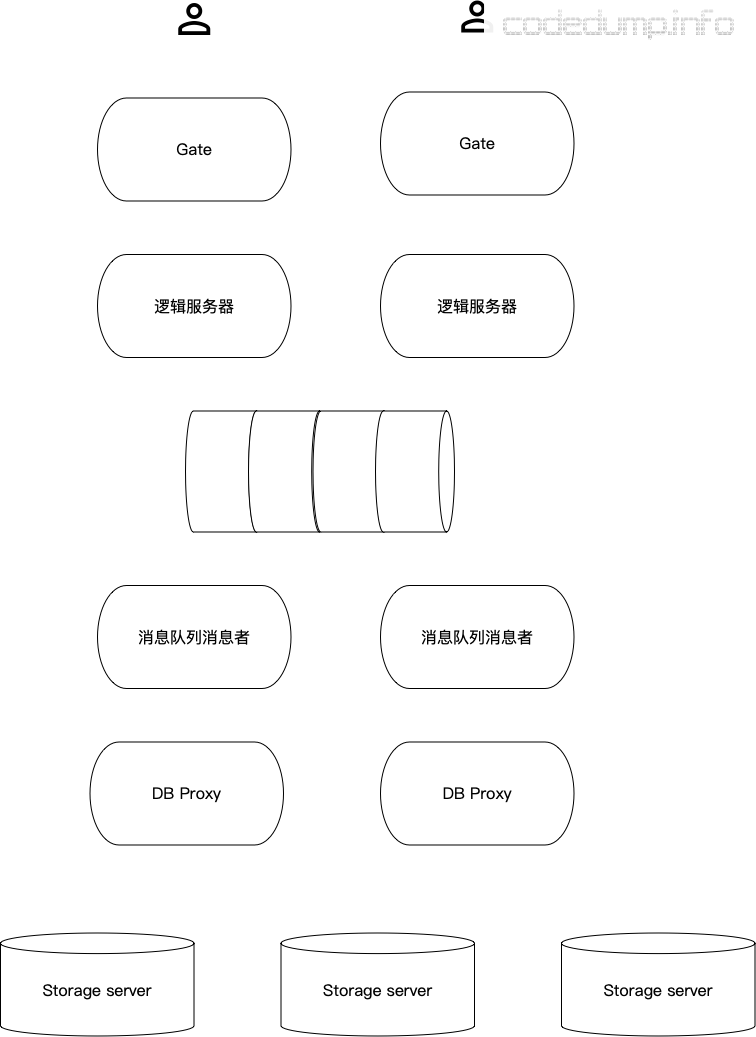 codedump.info
Gate
Gate
逻辑服务器
逻辑服务器
消息队列消息者
消息队列消息者
DB Proxy
DB Proxy
Storage server
Storage server
Storage server